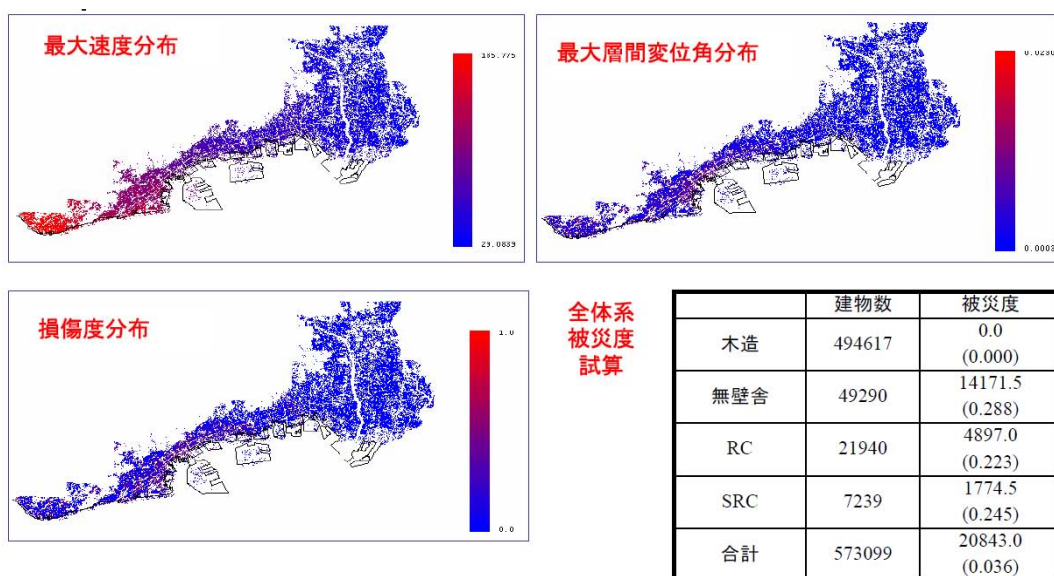 最大速度分布
185.775
29.0839
最大層間変位角分布
0.0290
0.0003
損傷度分布
1.0
0.0
全体系
被災度
試算
建物数 被災度
木造 494617 0.0
(0.000)
無壁舎 49290 14171.5
(0.288)
RC 21940 4897.0
(0.223)
SRC 7239 1774.5
(0.245)
合計 573099 20843.0
(0.036)